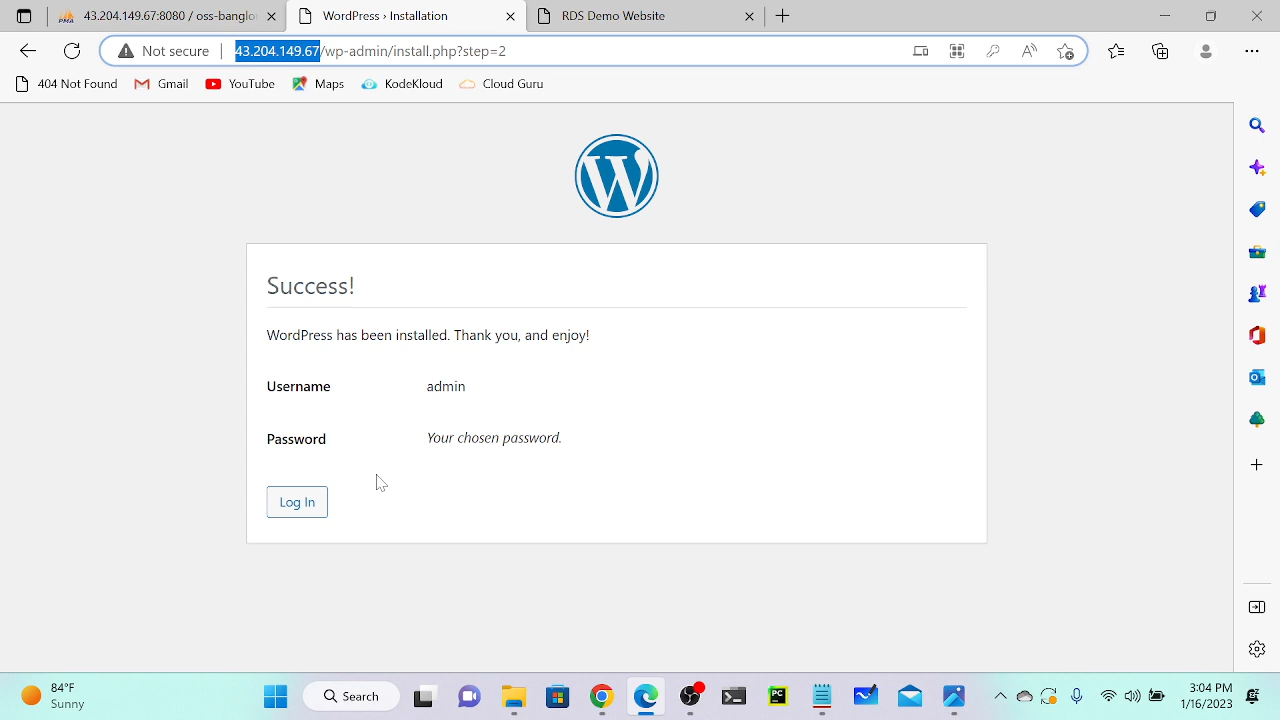 43.204.149.67:8080 / oss-banglo
WordPress › Installation
RDS Demo Website
Not secure
43.204.149.67/wp-admin/install.php?step=2
404 Not Found
Gmail
YouTube
Maps
KodeKloud
Cloud Guru
Success!
WordPress has been installed. Thank you, and enjoy!
Username admin
Password Your chosen password.
Log In
84°F
Sunny
Search
3:04 PM
1/16/2023